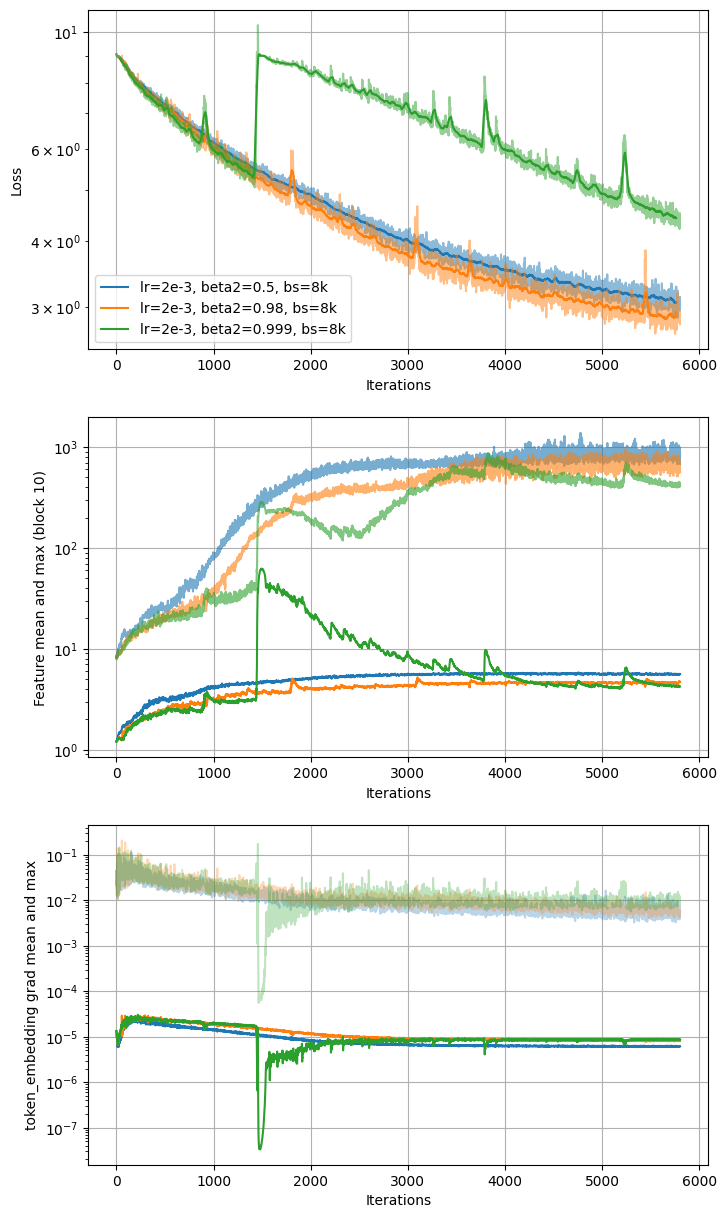 10¹
6 × 10⁰
4 × 10⁰
3 × 10⁰
Loss
lr=2e-3, beta2=0.5, bs=8k
lr=2e-3, beta2=0.98, bs=8k
lr=2e-3, beta2=0.999, bs=8k
0 1000 2000 3000 4000 5000 6000
Iterations
10³
10²
10¹
10⁰
Feature mean and max (block 10)
0 1000 2000 3000 4000 5000 6000
Iterations
10⁻¹
10⁻²
10⁻³
10⁻⁴
10⁻⁵
10⁻⁶
10⁻⁷
token_embedding grad mean and max
0 1000 2000 3000 4000 5000 6000
Iterations